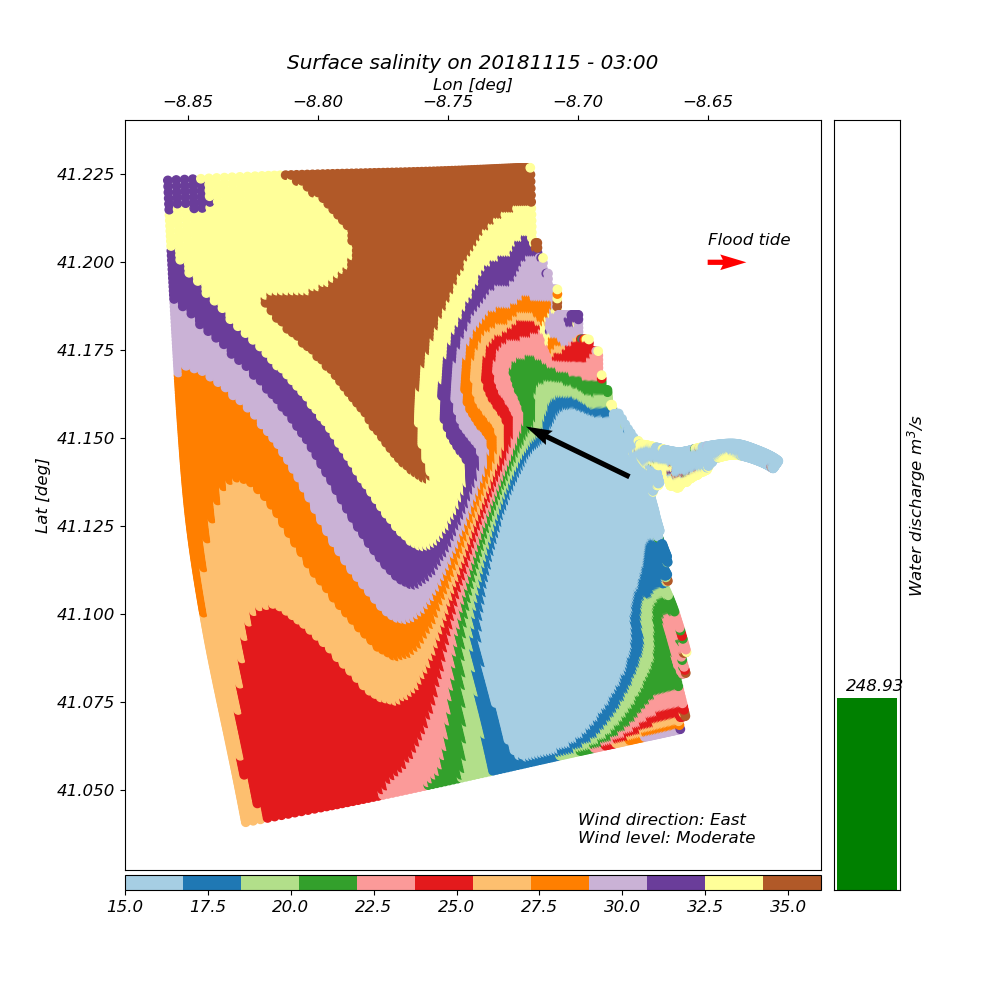 Surface salinity on 20181115 - 03:00
Lon [deg]
−8.85 −8.80 −8.75 −8.70 −8.65
41.225
41.200
41.175
41.150
41.125
41.100
41.075
41.050
Lat [deg]
Flood tide
Wind direction: East
Wind level: Moderate
248.93
Water discharge m³/s
15.0 17.5 20.0 22.5 25.0 27.5 30.0 32.5 35.0